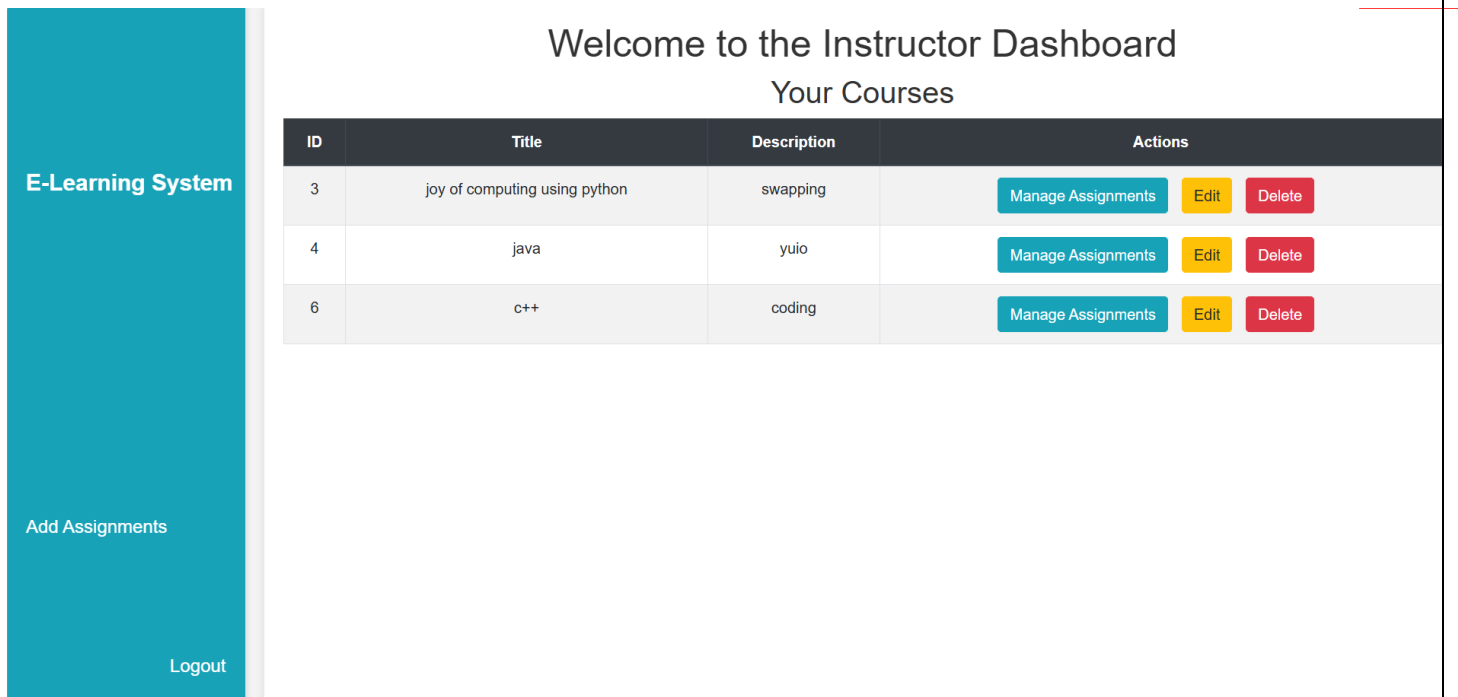 Welcome to the Instructor Dashboard
Your Courses
E-Learning System
Add Assignments
Logout
ID Title Description Actions
3 joy of computing using python swapping Manage Assignments Edit Delete
4 java yuio Manage Assignments Edit Delete
6 c++ coding Manage Assignments Edit Delete